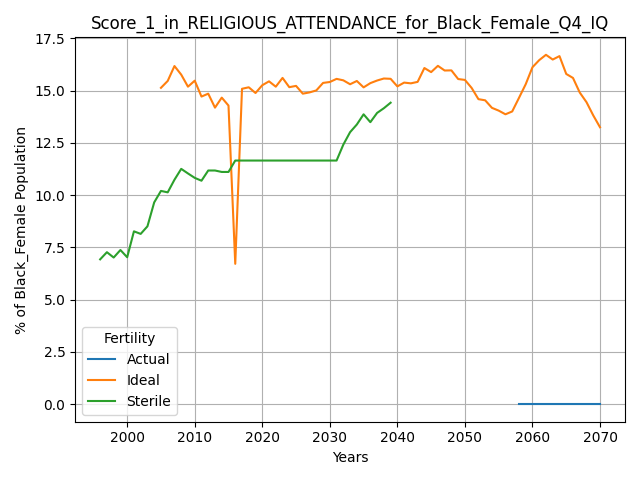 Score_1_in_RELIGIOUS_ATTENDANCE_for_Black_Female_Q4_IQ
% of Black_Female Population
17.5
15.0
12.5
10.0
7.5
5.0
2.5
0.0
Fertility
Actual
Ideal
Sterile
2000 2010 2020 2030 2040 2050 2060 2070
Years